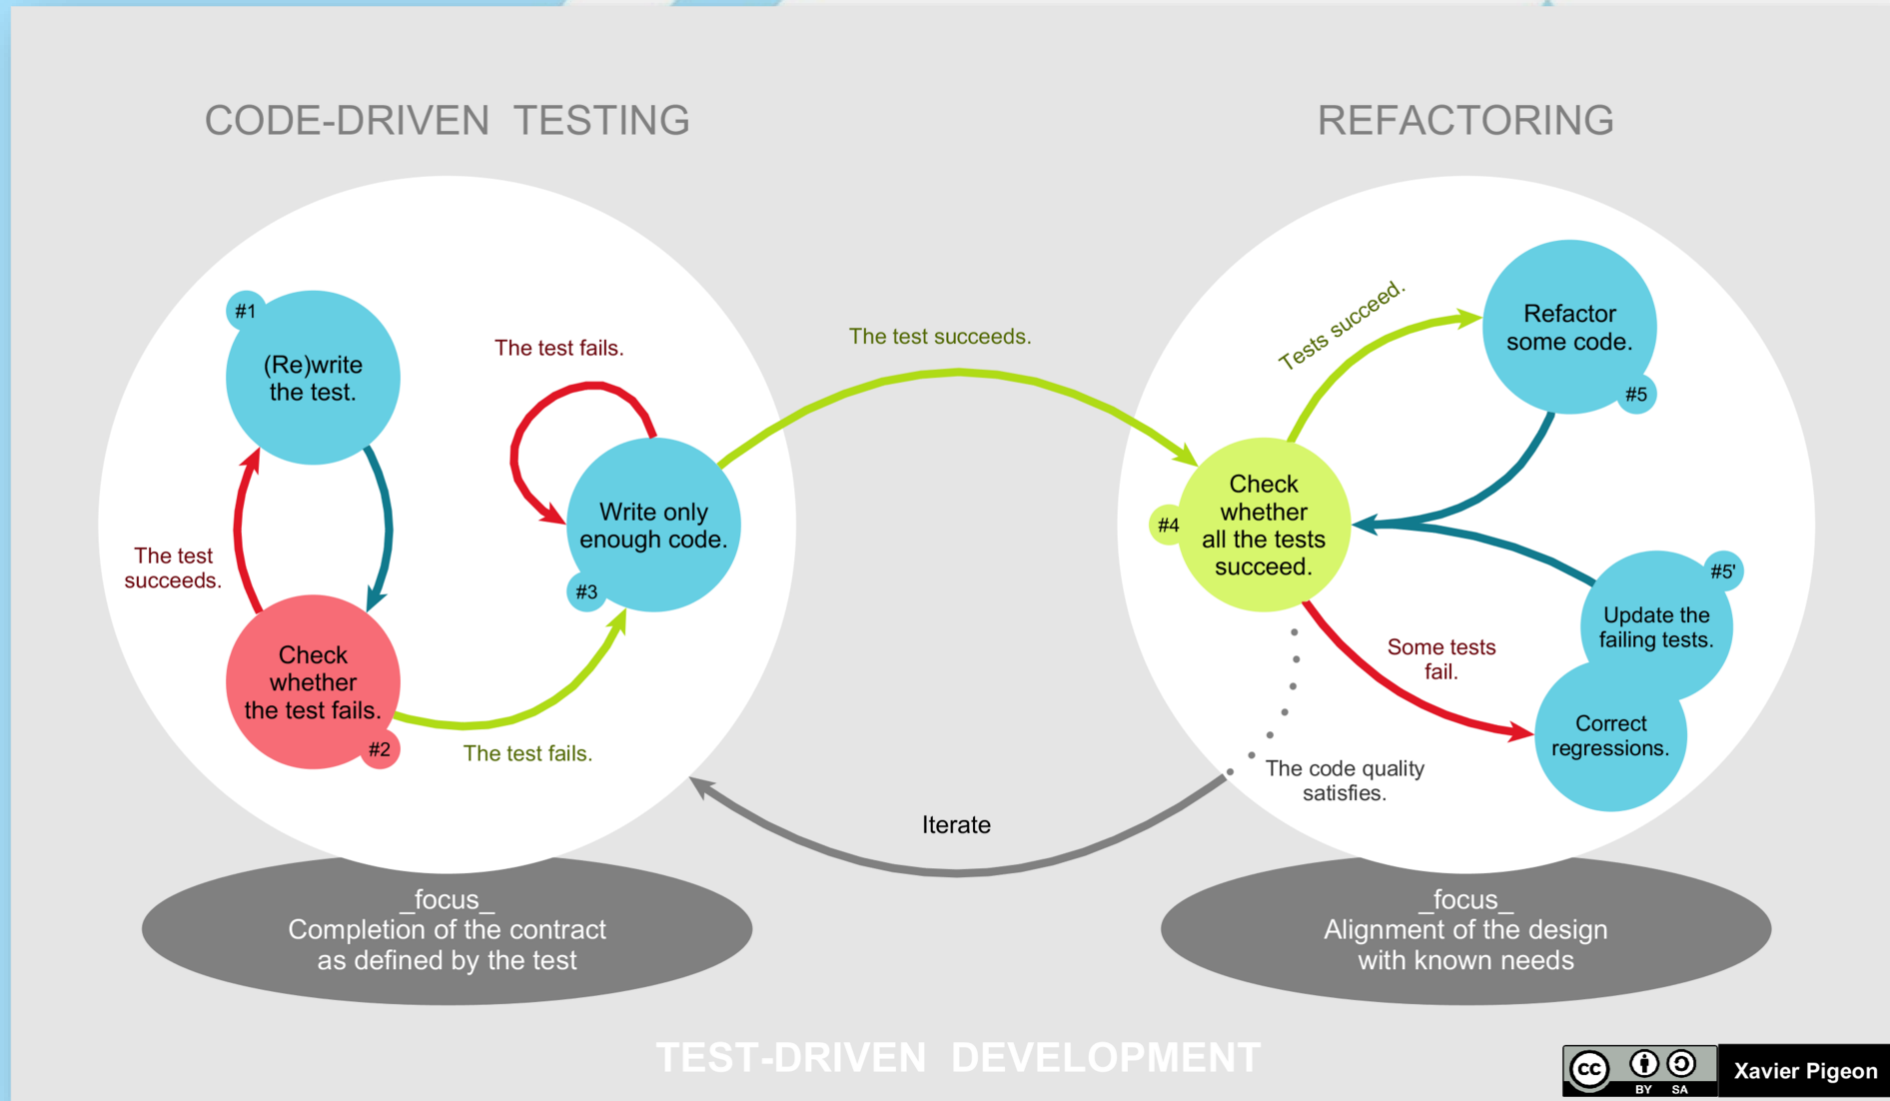 CODE-DRIVEN TESTING
#1
(Re)write
the test.
The test
succeeds.
Check
whether
the test fails.
#2
The test fails.
The test fails.
Write only
enough code.
#3
The test succeeds.
REFACTORING
Check
whether
all the tests
succeed.
#4
Tests succeed.
Refactor
some code.
#5
Some tests
fail.
#5'
Update the
failing tests.
Correct
regressions.
The code quality
satisfies.
Iterate
_focus_
Completion of the contract
as defined by the test
_focus_
Alignment of the design
with known needs
TEST-DRIVEN DEVELOPMENT
cc
BY SA
Xavier Pigeon